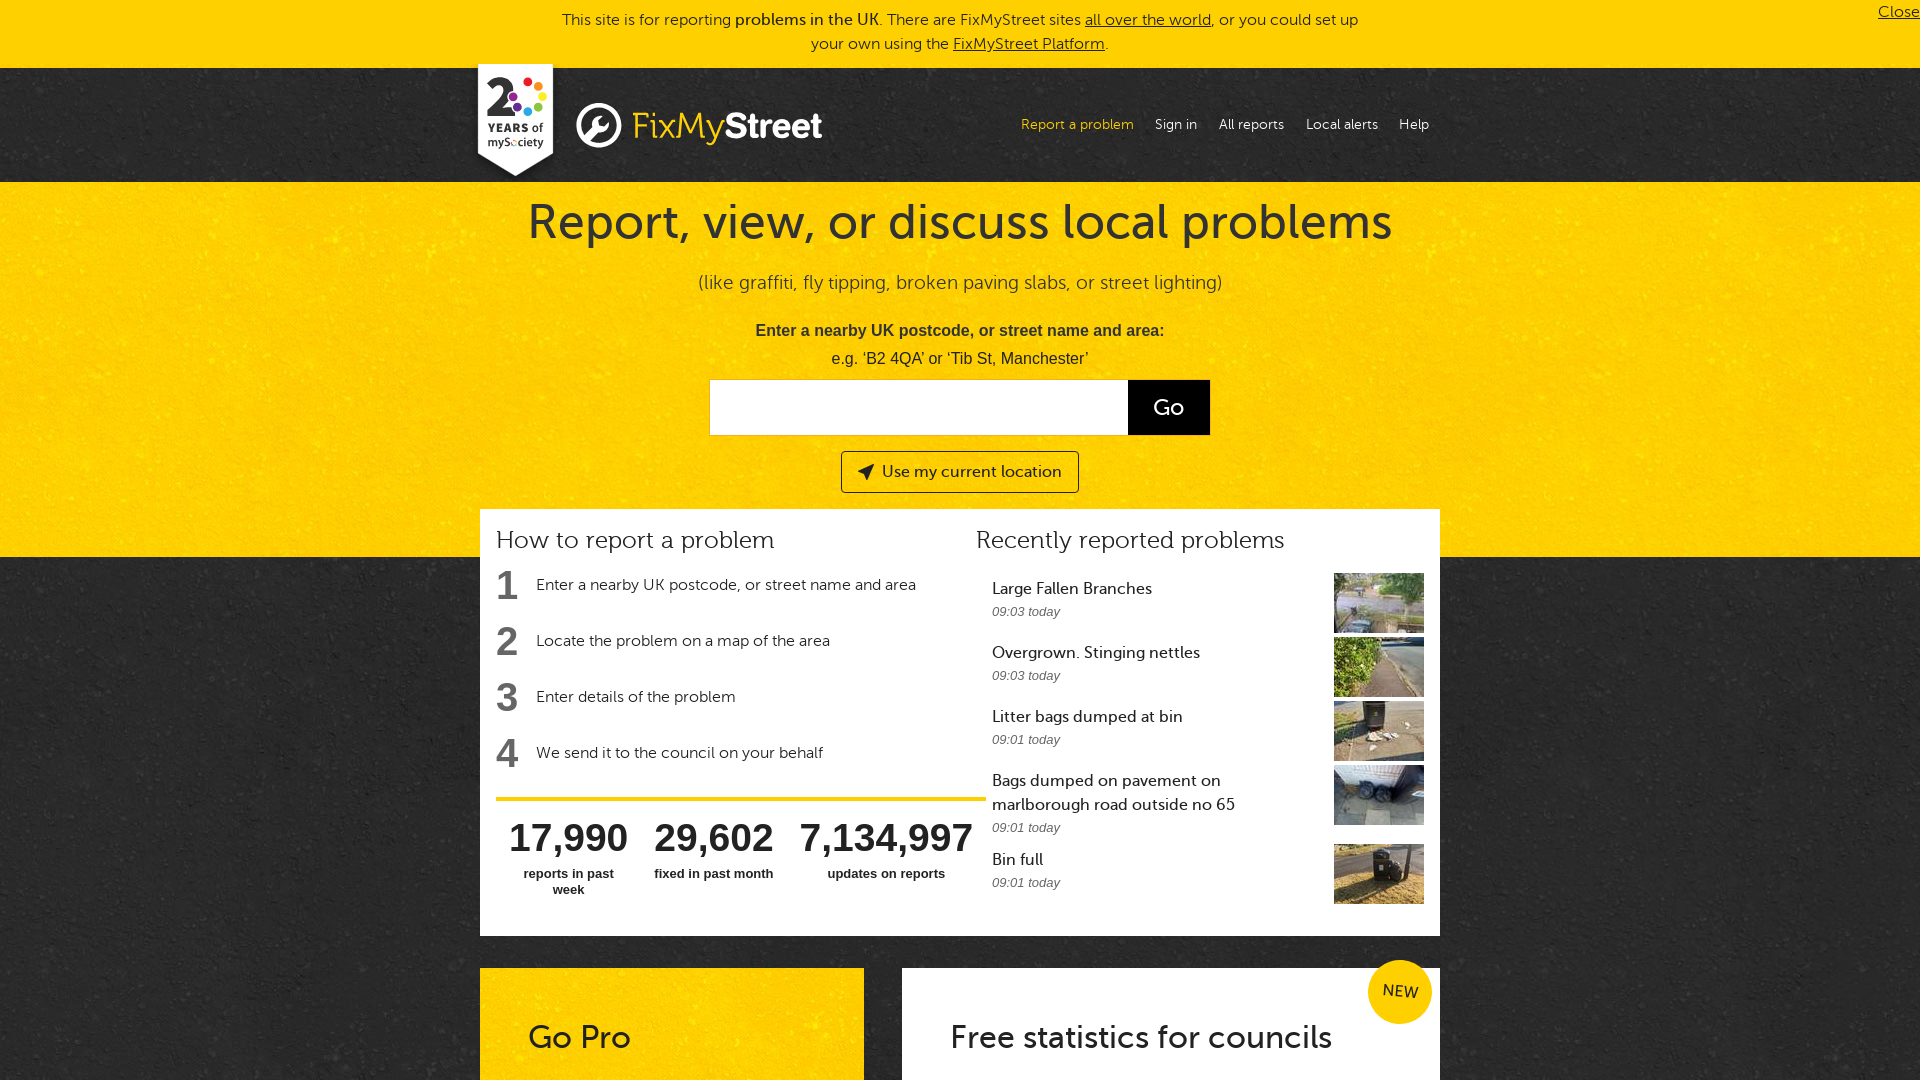 This site is for reporting problems in the UK. There are FixMyStreet sites all over the world, or you could set up
your own using the FixMyStreet Platform.
Close
20
YEARS of
mySociety
FixMyStreet
Report a problem
Sign in
All reports
Local alerts
Help
Report, view, or discuss local problems
(like graffiti, fly tipping, broken paving slabs, or street lighting)
Enter a nearby UK postcode, or street name and area:
e.g. ‘B2 4QA’ or ‘Tib St, Manchester’
Go
Use my current location
How to report a problem
1 Enter a nearby UK postcode, or street name and area
2 Locate the problem on a map of the area
3 Enter details of the problem
4 We send it to the council on your behalf
17,990
reports in past
week
29,602
fixed in past month
7,134,997
updates on reports
Recently reported problems
Large Fallen Branches
09:03 today
Overgrown. Stinging nettles
09:03 today
Litter bags dumped at bin
09:01 today
Bags dumped on pavement on
marlborough road outside no 65
09:01 today
Bin full
09:01 today
Go Pro
NEW
Free statistics for councils